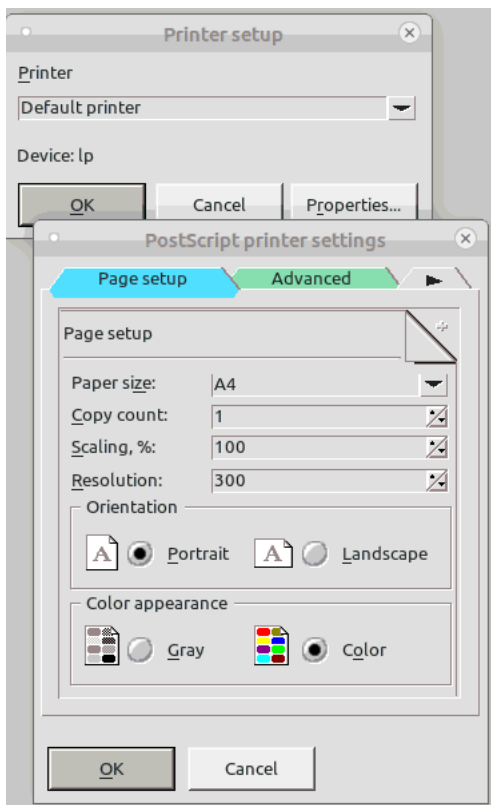 Printer setup
Printer
Default printer
Device: lp
OK Cancel Properties...
PostScript printer settings
Page setup Advanced
Page setup
Paper size: A4
Copy count: 1
Scaling, %: 100
Resolution: 300
Orientation
A Portrait A Landscape
Color appearance
Gray Color
OK Cancel